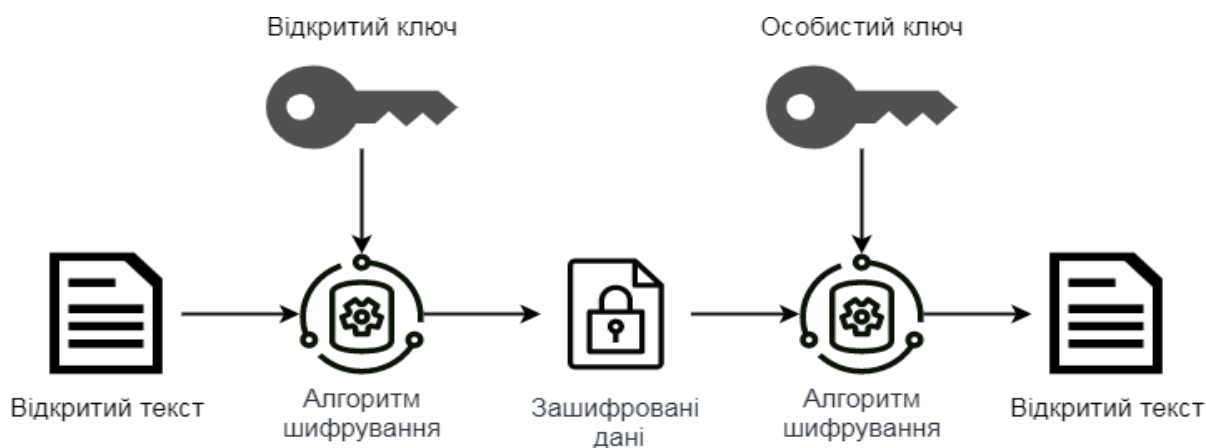 Відкритий ключ
Особистий ключ
Відкритий текст
Алгоритм
шифрування
Зашифровані
дані
Алгоритм
шифрування
Відкритий текст